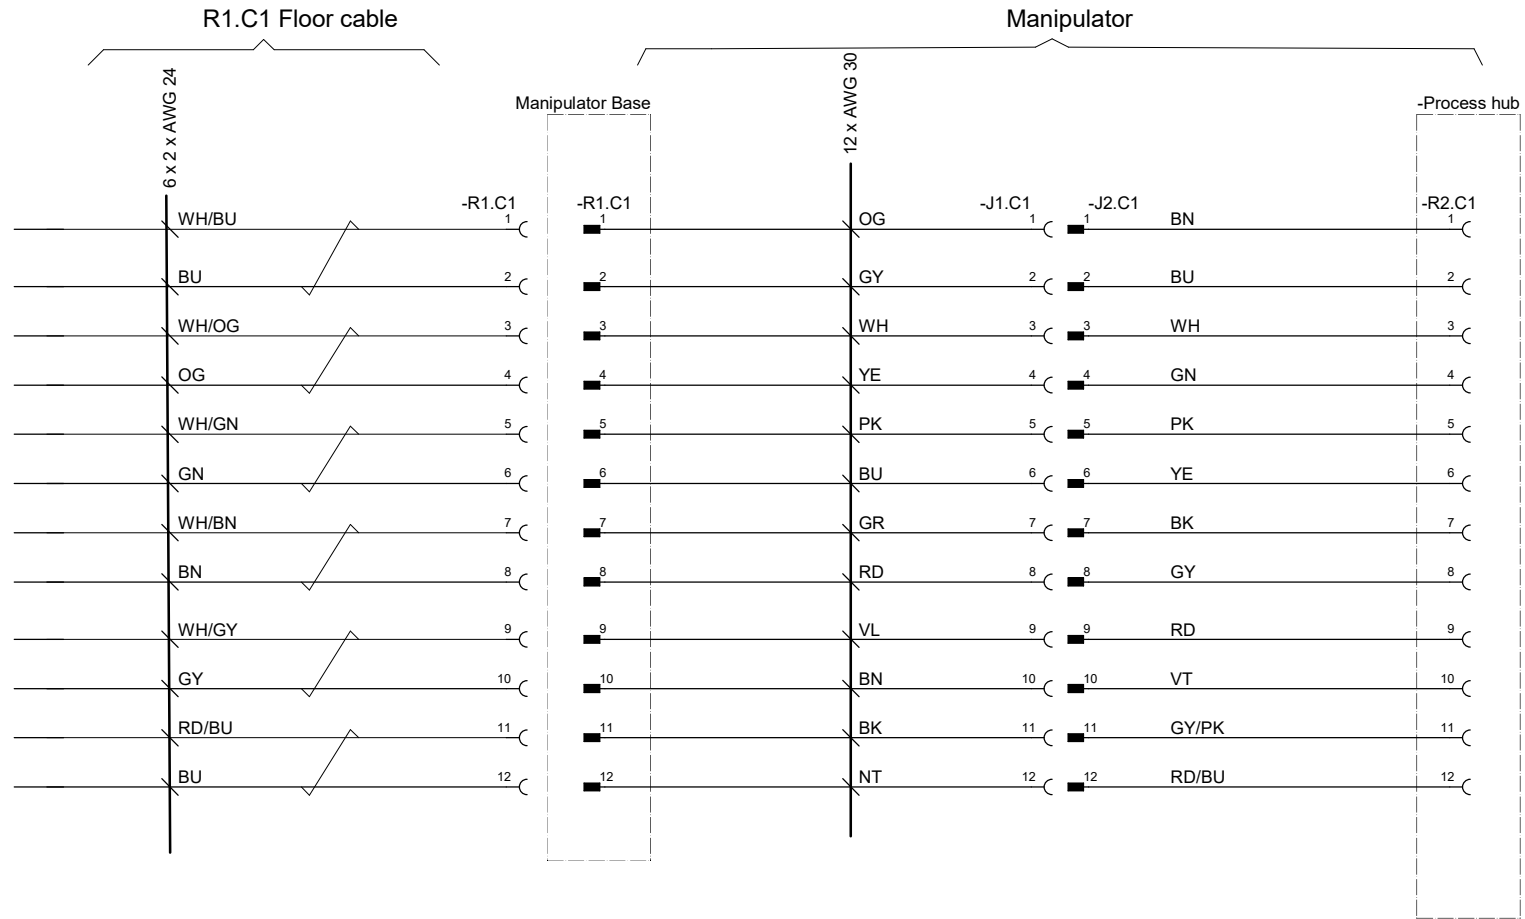 R1.C1 Floor cable Manipulator
6 x 2 x AWG 24 12 x AWG 30
Manipulator Base -Process hub
-R1.C1 -R1.C1 -J1.C1 -J2.C1 -R2.C1
WH/BU 1 1 OG 1 1 BN 1
BU 2 2 GY 2 2 BU 2
WH/OG 3 3 WH 3 3 WH 3
OG 4 4 YE 4 4 GN 4
WH/GN 5 5 PK 5 5 PK 5
GN 6 6 BU 6 6 YE 6
WH/BN 7 7 GR 7 7 BK 7
BN 8 8 RD 8 8 GY 8
WH/GY 9 9 VL 9 9 RD 9
GY 10 10 BN 10 10 VT 10
RD/BU 11 11 BK 11 11 GY/PK 11
BU 12 12 NT 12 12 RD/BU 12